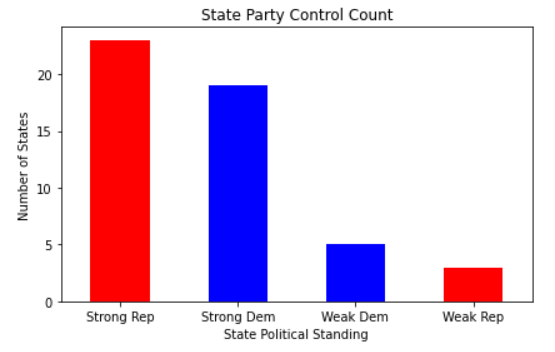 State Party Control Count
Number of States
20
15
10
5
0
Strong Rep
Strong Dem
Weak Dem
Weak Rep
State Political Standing